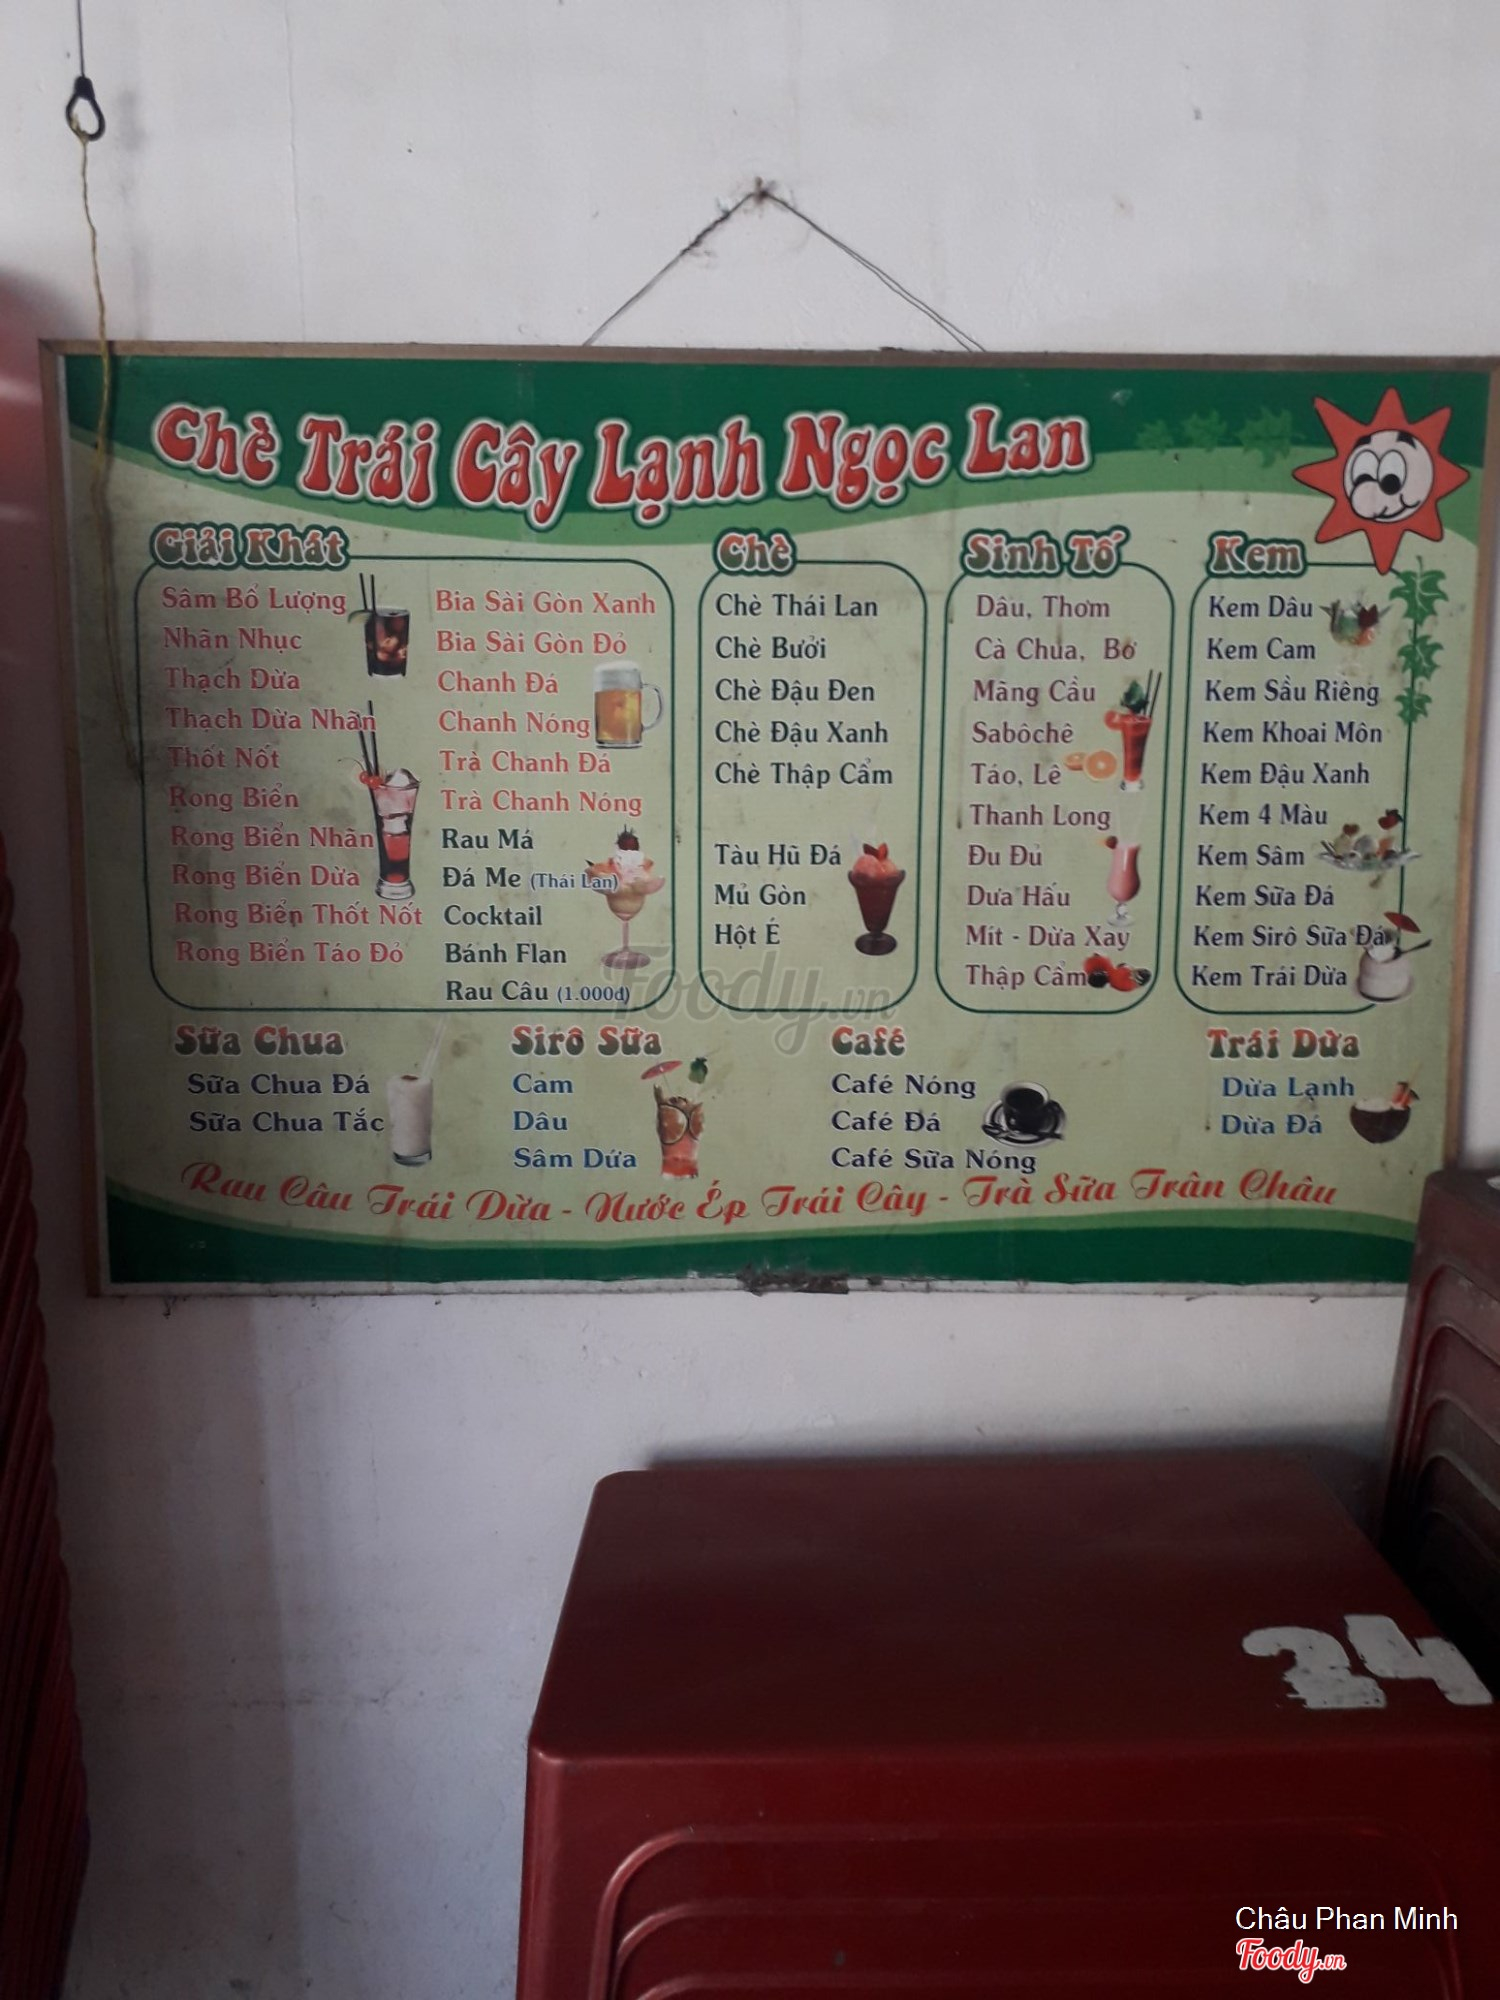 Chè Trái Cây Lạnh Ngọc Lan
Giải Khát
Sâm Bổ Lượng
Nhãn Nhục
Thạch Dừa
Thạch Dừa Nhãn
Thốt Nốt
Rong Biển
Rong Biển Nhãn
Rong Biển Dừa
Rong Biển Thốt Nốt
Rong Biển Táo Đỏ
Bia Sài Gòn Xanh
Bia Sài Gòn Đỏ
Chanh Đá
Chanh Nóng
Trà Chanh Đá
Trà Chanh Nóng
Rau Má
Đá Me (Thái Lan)
Cocktail
Bánh Flan
Rau Câu (1.000đ)
Chè
Chè Thái Lan
Chè Bưởi
Chè Đậu Đen
Chè Đậu Xanh
Chè Thập Cẩm
Tàu Hũ Đá
Mủ Gòn
Hột É
Sinh Tố
Dâu, Thơm
Cà Chua, Bơ
Mãng Cầu
Sabôchê
Táo, Lê
Thanh Long
Đu Đủ
Dưa Hấu
Mít - Dừa Xay
Thập Cẩm
Kem
Kem Dâu
Kem Cam
Kem Sầu Riêng
Kem Khoai Môn
Kem Đậu Xanh
Kem 4 Màu
Kem Sâm
Kem Sữa Đá
Kem Sirô Sữa Đá
Kem Trái Dừa
Sữa Chua
Sữa Chua Đá
Sữa Chua Tắc
Sirô Sữa
Cam
Dâu
Sâm Dứa
Café
Café Nóng
Café Đá
Café Sữa Nóng
Trái Dừa
Dừa Lạnh
Dừa Đá
Rau Câu Trái Dừa - Nước Ép Trái Cây - Trà Sữa Trân Châu
Foody.vn
24
Châu Phan Minh
Foody.vn